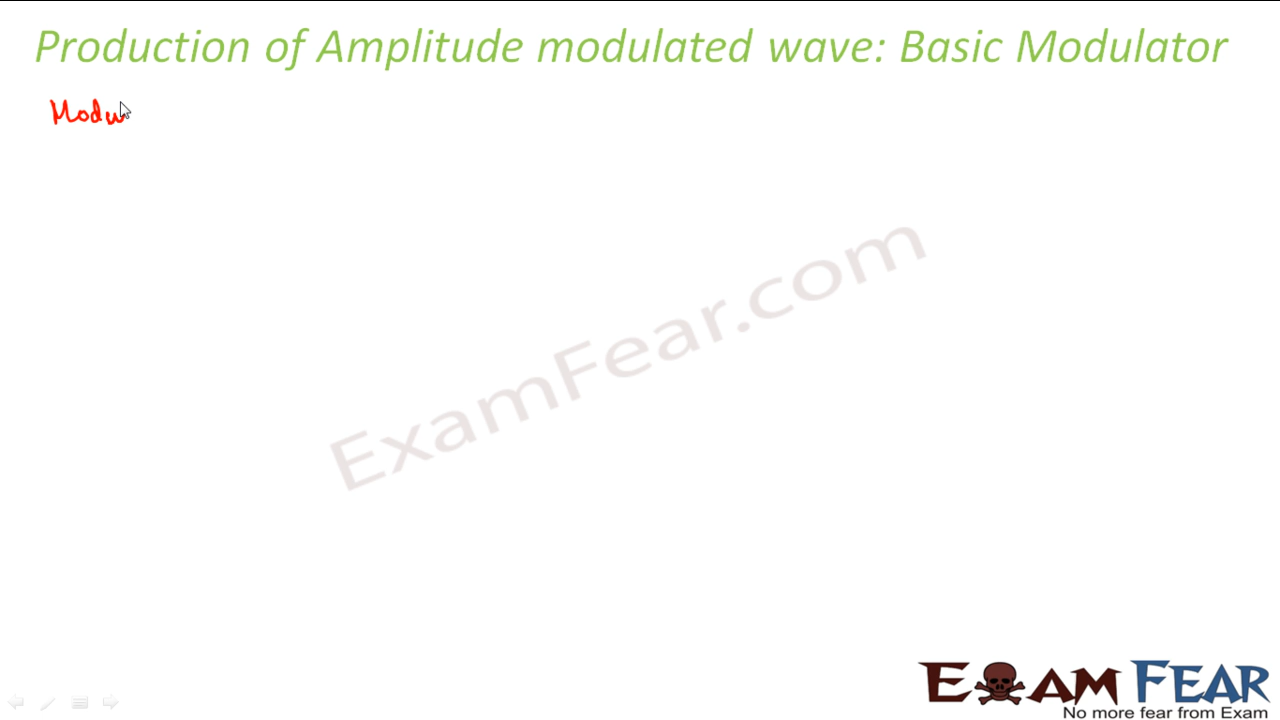 Production of Amplitude modulated wave: Basic Modulator
Modu
ExamFear.com
EXAM FEAR
No more fear from Exam